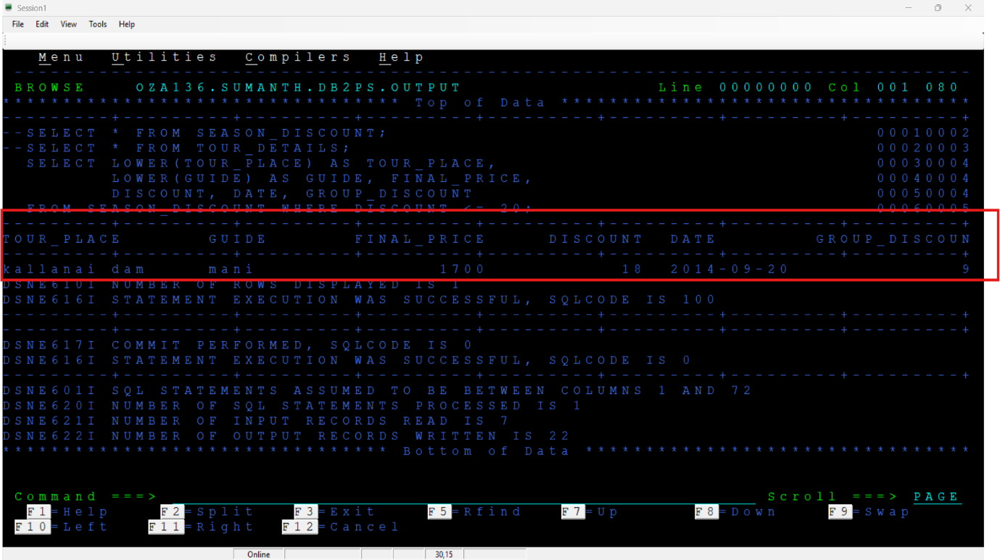 Session1
File Edit View Tools Help
Menu Utilities Compilers Help
--------------------------------------------------------------------------------
BROWSE OZA136.SUMANTH.DB2PS.OUTPUT Line 00000000 Col 001 080
********************************* Top of Data **********************************
---------+---------+---------+---------+---------+---------+---------+---------+
--SELECT * FROM SEASON_DISCOUNT; 00010002
--SELECT * FROM TOUR_DETAILS; 00020003
SELECT LOWER(TOUR_PLACE) AS TOUR_PLACE, 00030004
LOWER(GUIDE) AS GUIDE, FINAL_PRICE, 00040004
DISCOUNT, DATE, GROUP_DISCOUNT 00050004
FROM SEASON_DISCOUNT WHERE DISCOUNT <= 20; 00060005
---------+---------+---------+---------+---------+---------+---------+---------+
TOUR_PLACE GUIDE FINAL_PRICE DISCOUNT DATE GROUP_DISCOUN
---------+---------+---------+---------+---------+---------+---------+---------+
kallanai dam mani 1700 18 2014-09-20 9
DSNE610I NUMBER OF ROWS DISPLAYED IS 1
DSNE616I STATEMENT EXECUTION WAS SUCCESSFUL, SQLCODE IS 100
---------+---------+---------+---------+---------+---------+---------+---------+
---------+---------+---------+---------+---------+---------+---------+---------+
DSNE617I COMMIT PERFORMED, SQLCODE IS 0
DSNE616I STATEMENT EXECUTION WAS SUCCESSFUL, SQLCODE IS 0
---------+---------+---------+---------+---------+---------+---------+---------+
DSNE601I SQL STATEMENTS ASSUMED TO BE BETWEEN COLUMNS 1 AND 72
DSNE620I NUMBER OF SQL STATEMENTS PROCESSED IS 1
DSNE621I NUMBER OF INPUT RECORDS READ IS 7
DSNE622I NUMBER OF OUTPUT RECORDS WRITTEN IS 22
******************************** Bottom of Data ********************************
Command ===> Scroll ===> PAGE
F1=Help F2=Split F3=Exit F5=Rfind F7=Up F8=Down F9=Swap
F10=Left F11=Right F12=Cancel
Online 30,15